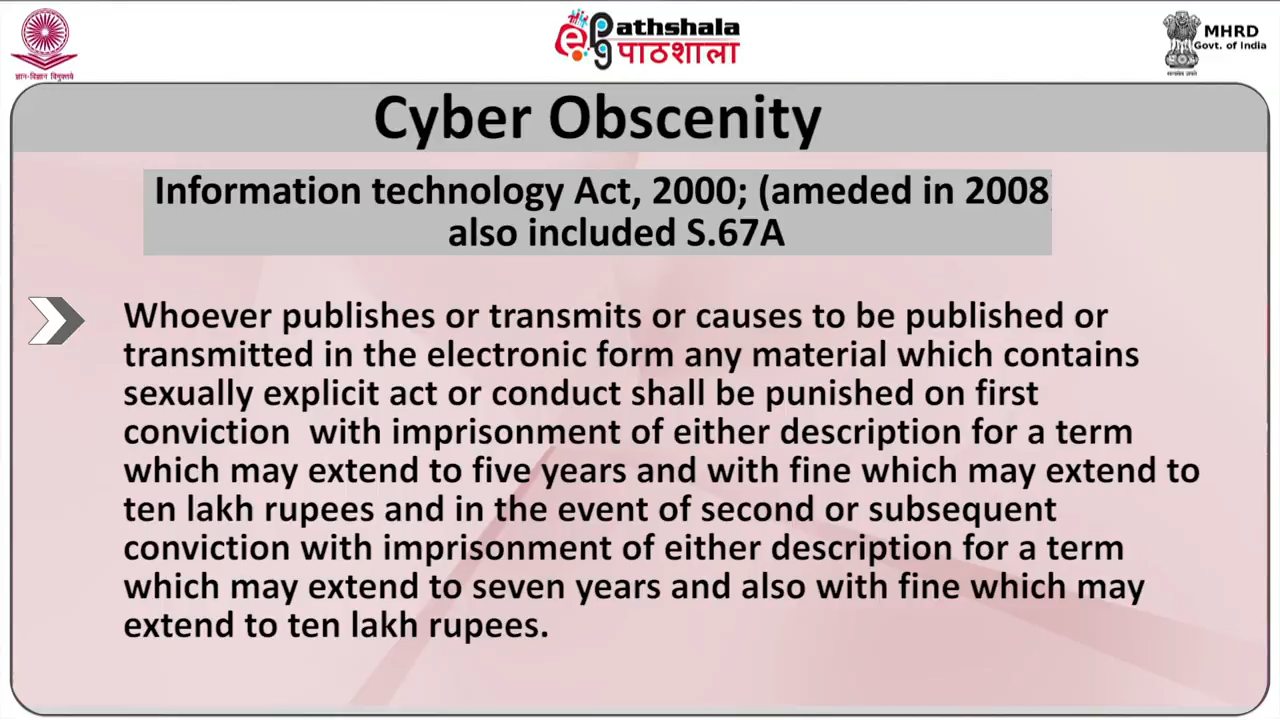 ज्ञान-विज्ञान विमुक्तये
e
PG
Pathshala
पाठशाला
MHRD
Govt. of India
सत्यमेव जयते
Cyber Obscenity
Information technology Act, 2000; (ameded in 2008
also included S.67A
Whoever publishes or transmits or causes to be published or
transmitted in the electronic form any material which contains
sexually explicit act or conduct shall be punished on first
conviction with imprisonment of either description for a term
which may extend to five years and with fine which may extend to
ten lakh rupees and in the event of second or subsequent
conviction with imprisonment of either description for a term
which may extend to seven years and also with fine which may
extend to ten lakh rupees.